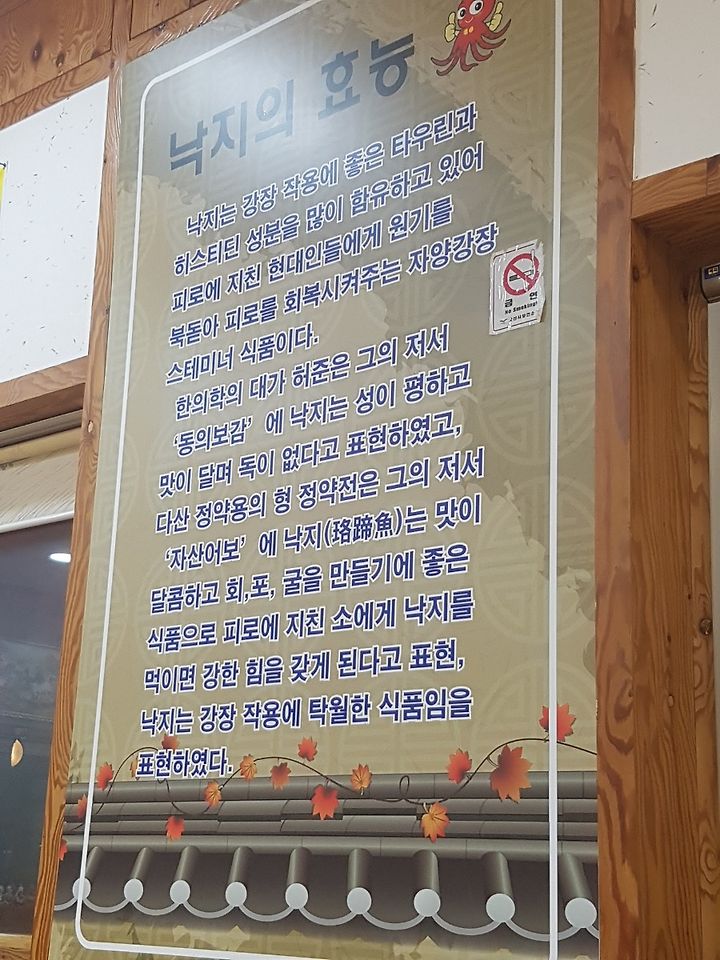 낙지의 효능
낙지는 강장 작용에 좋은 타우린과
히스티딘 성분을 많이 함유하고 있어
피로에 지친 현대인들에게 원기를
북돋아 피로를 회복시켜주는 자양강장
스테미너 식품이다.
한의학의 대가 허준은 그의 저서
‘동의보감’ 에 낙지는 성이 평하고
맛이 달며 독이 없다고 표현하였고,
다산 정약용의 형 정약전은 그의 저서
‘자산어보’ 에 낙지(珞蹄魚)는 맛이
달콤하고 회,포, 굴을 만들기에 좋은
식품으로 피로에 지친 소에게 낙지를
먹이면 강한 힘을 갖게 된다고 표현,
낙지는 강장 작용에 탁월한 식품임을
표현하였다.
금 연
No Smoking!